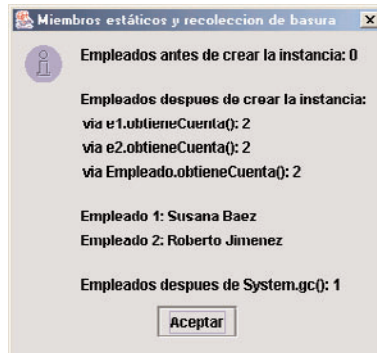 Miembros estáticos y recoleccion de basura
Empleados antes de crear la instancia: 0
Empleados despues de crear la instancia:
via e1.obtieneCuenta(): 2
via e2.obtieneCuenta(): 2
via Empleado.obtieneCuenta(): 2
Empleado 1: Susana Baez
Empleado 2: Roberto Jimenez
Empleados despues de System.gc(): 1
Aceptar